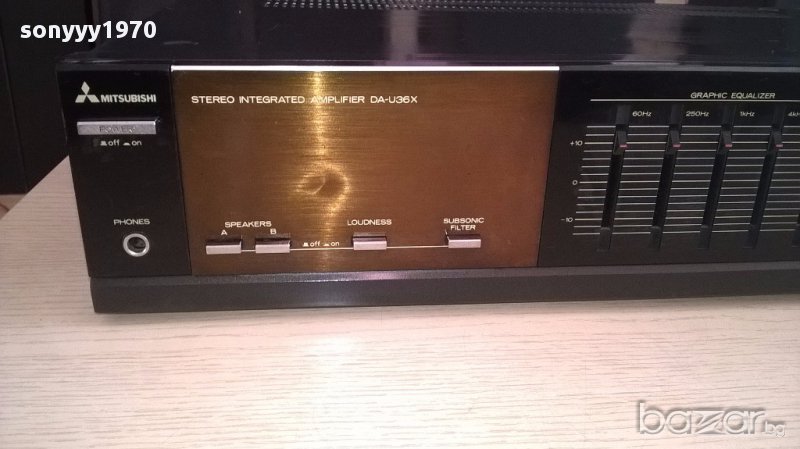 sonyyy1970
MITSUBISHI
STEREO INTEGRATED AMPLIFIER DA-U36X
GRAPHIC EQUALIZER
POWER
off on
60Hz 250Hz 1kHz 4kH
+10
0
-10
PHONES
SPEAKERS
A B
off on
LOUDNESS
SUBSONIC
FILTER
bazar.bg